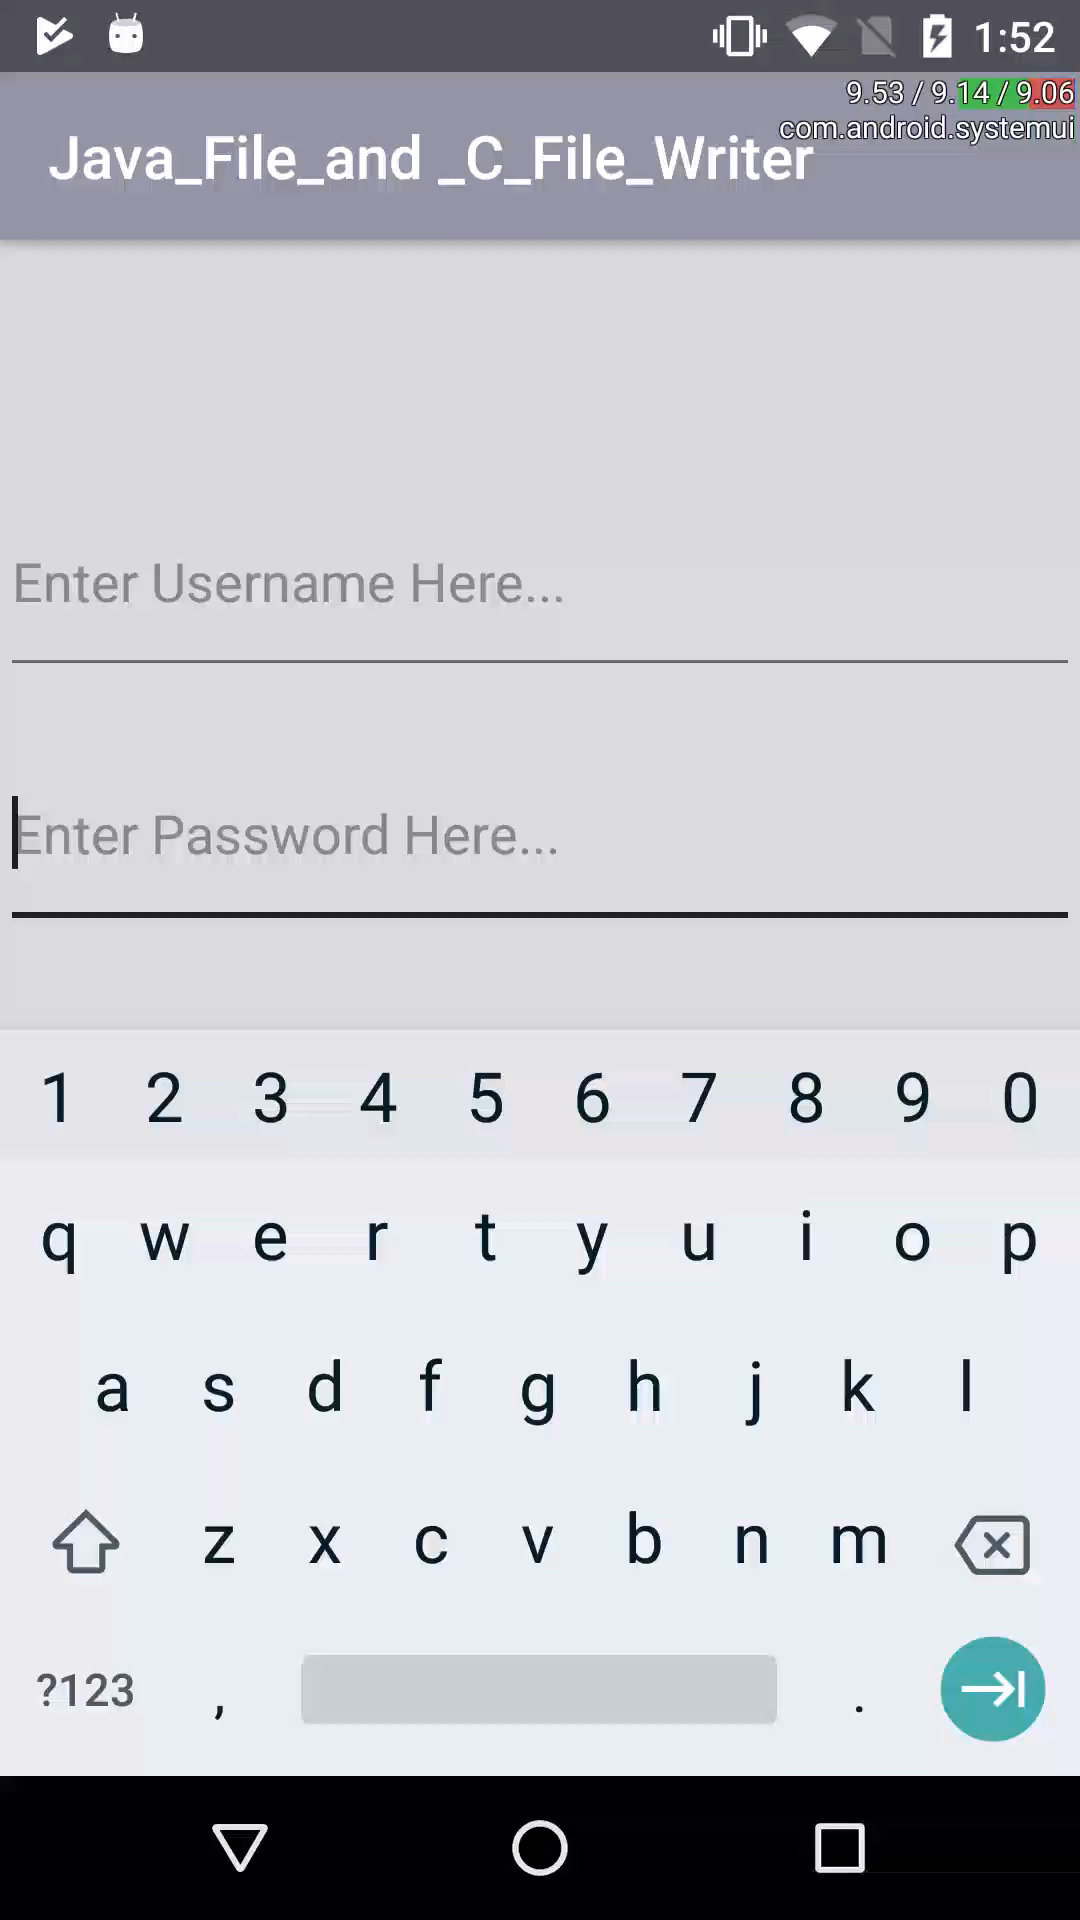 1:52
9.53 / 9.14 / 9.06
com.android.systemui
Java_File_and _C_File_Writer
Enter Username Here...
Enter Password Here...
1 2 3 4 5 6 7 8 9 0
q w e r t y u i o p
a s d f g h j k l
z x c v b n m
?123 , .